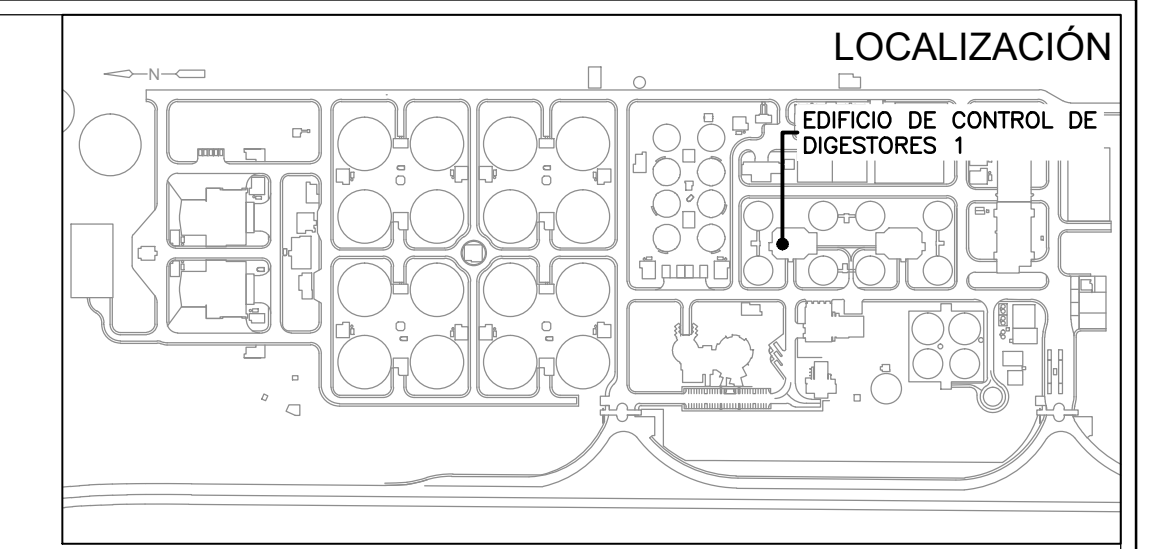 LOCALIZACIÓN
N
EDIFICIO DE CONTROL DE
DIGESTORES 1